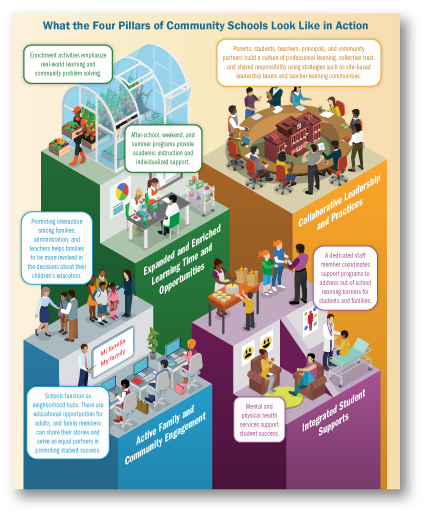 What the Four Pillars of Community Schools Look Like in Action
Enrichment activities emphasize
real-world learning and
community problem solving.
Parents, students, teachers, principals, and community
partners build a culture of professional learning, collective trust,
and shared responsibility using strategies such as site-based
leadership teams and teacher learning communities.
After-school, weekend, and
summer programs provide
academic instruction and
individualized support.
Expanded and Enriched
Learning Time and
Opportunities
Collaborative Leadership
and Practices
Promoting interaction
among families,
administration, and
teachers helps families
to be more involved in
the decisions about their
children's education.
A dedicated staff
member coordinates
support programs to
address out-of-school
learning barriers for
students and families.
Mi familia
My family
Schools function as
neighborhood hubs. There are
educational opportunities for
adults, and family members
can share their stories and
serve as equal partners in
promoting student success.
Active Family and
Community Engagement
Mental and
physical health
services support
student success.
Integrated Student
Supports